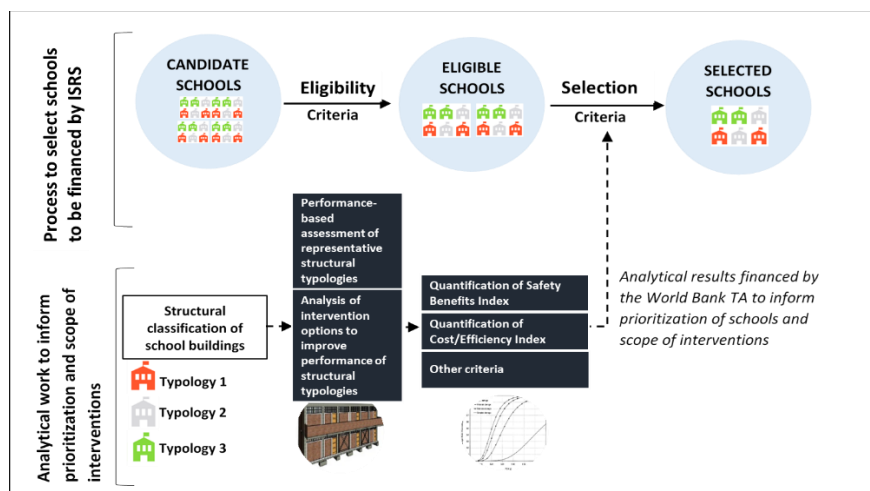 Process to select schools
to be financed by ISRS
CANDIDATE
SCHOOLS
Eligibility
Criteria
ELIGIBLE
SCHOOLS
Selection
Criteria
SELECTED
SCHOOLS
Analytical work to inform
prioritization and scope of
interventions
Structural
classification of
school buildings
Typology 1
Typology 2
Typology 3
Performance-
based
assessment of
representative
structural
typologies
Analysis of
intervention
options to
improve
performance of
structural
typologies
Quantification of Safety
Benefits Index
Quantification of
Cost/Efficiency Index
Other criteria
Analytical results financed by
the World Bank TA to inform
prioritization of schools and
scope of interventions